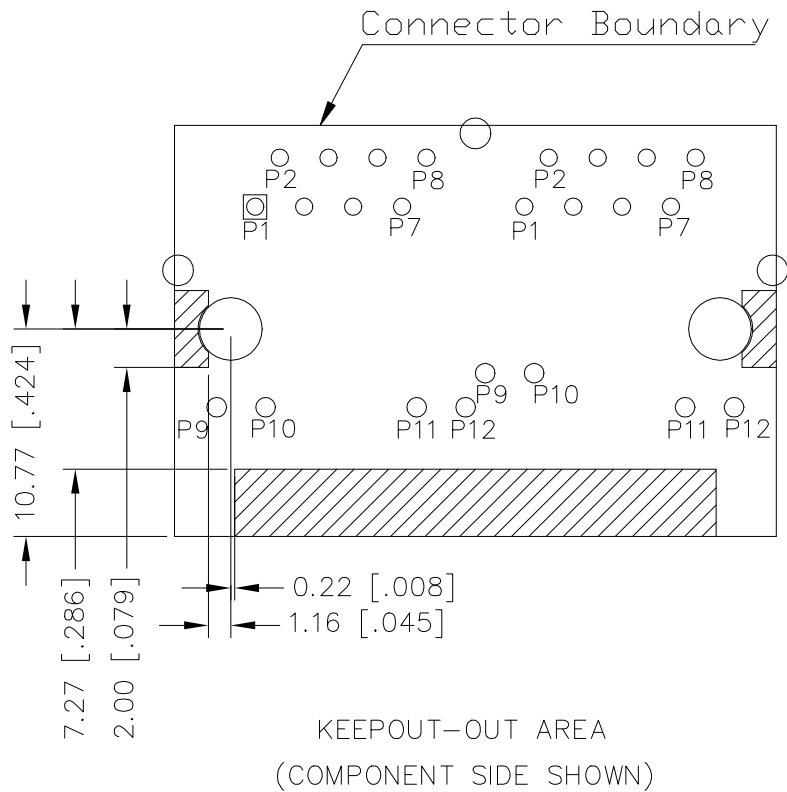 Connector Boundary
P2 P8 P2 P8
P1 P7 P1 P7
P9 P10
P9 P10 P11 P12 P11 P12
10.77 [.424]
7.27 [.286]
2.00 [.079]
0.22 [.008]
1.16 [.045]
KEEPOUT-OUT AREA
(COMPONENT SIDE SHOWN)